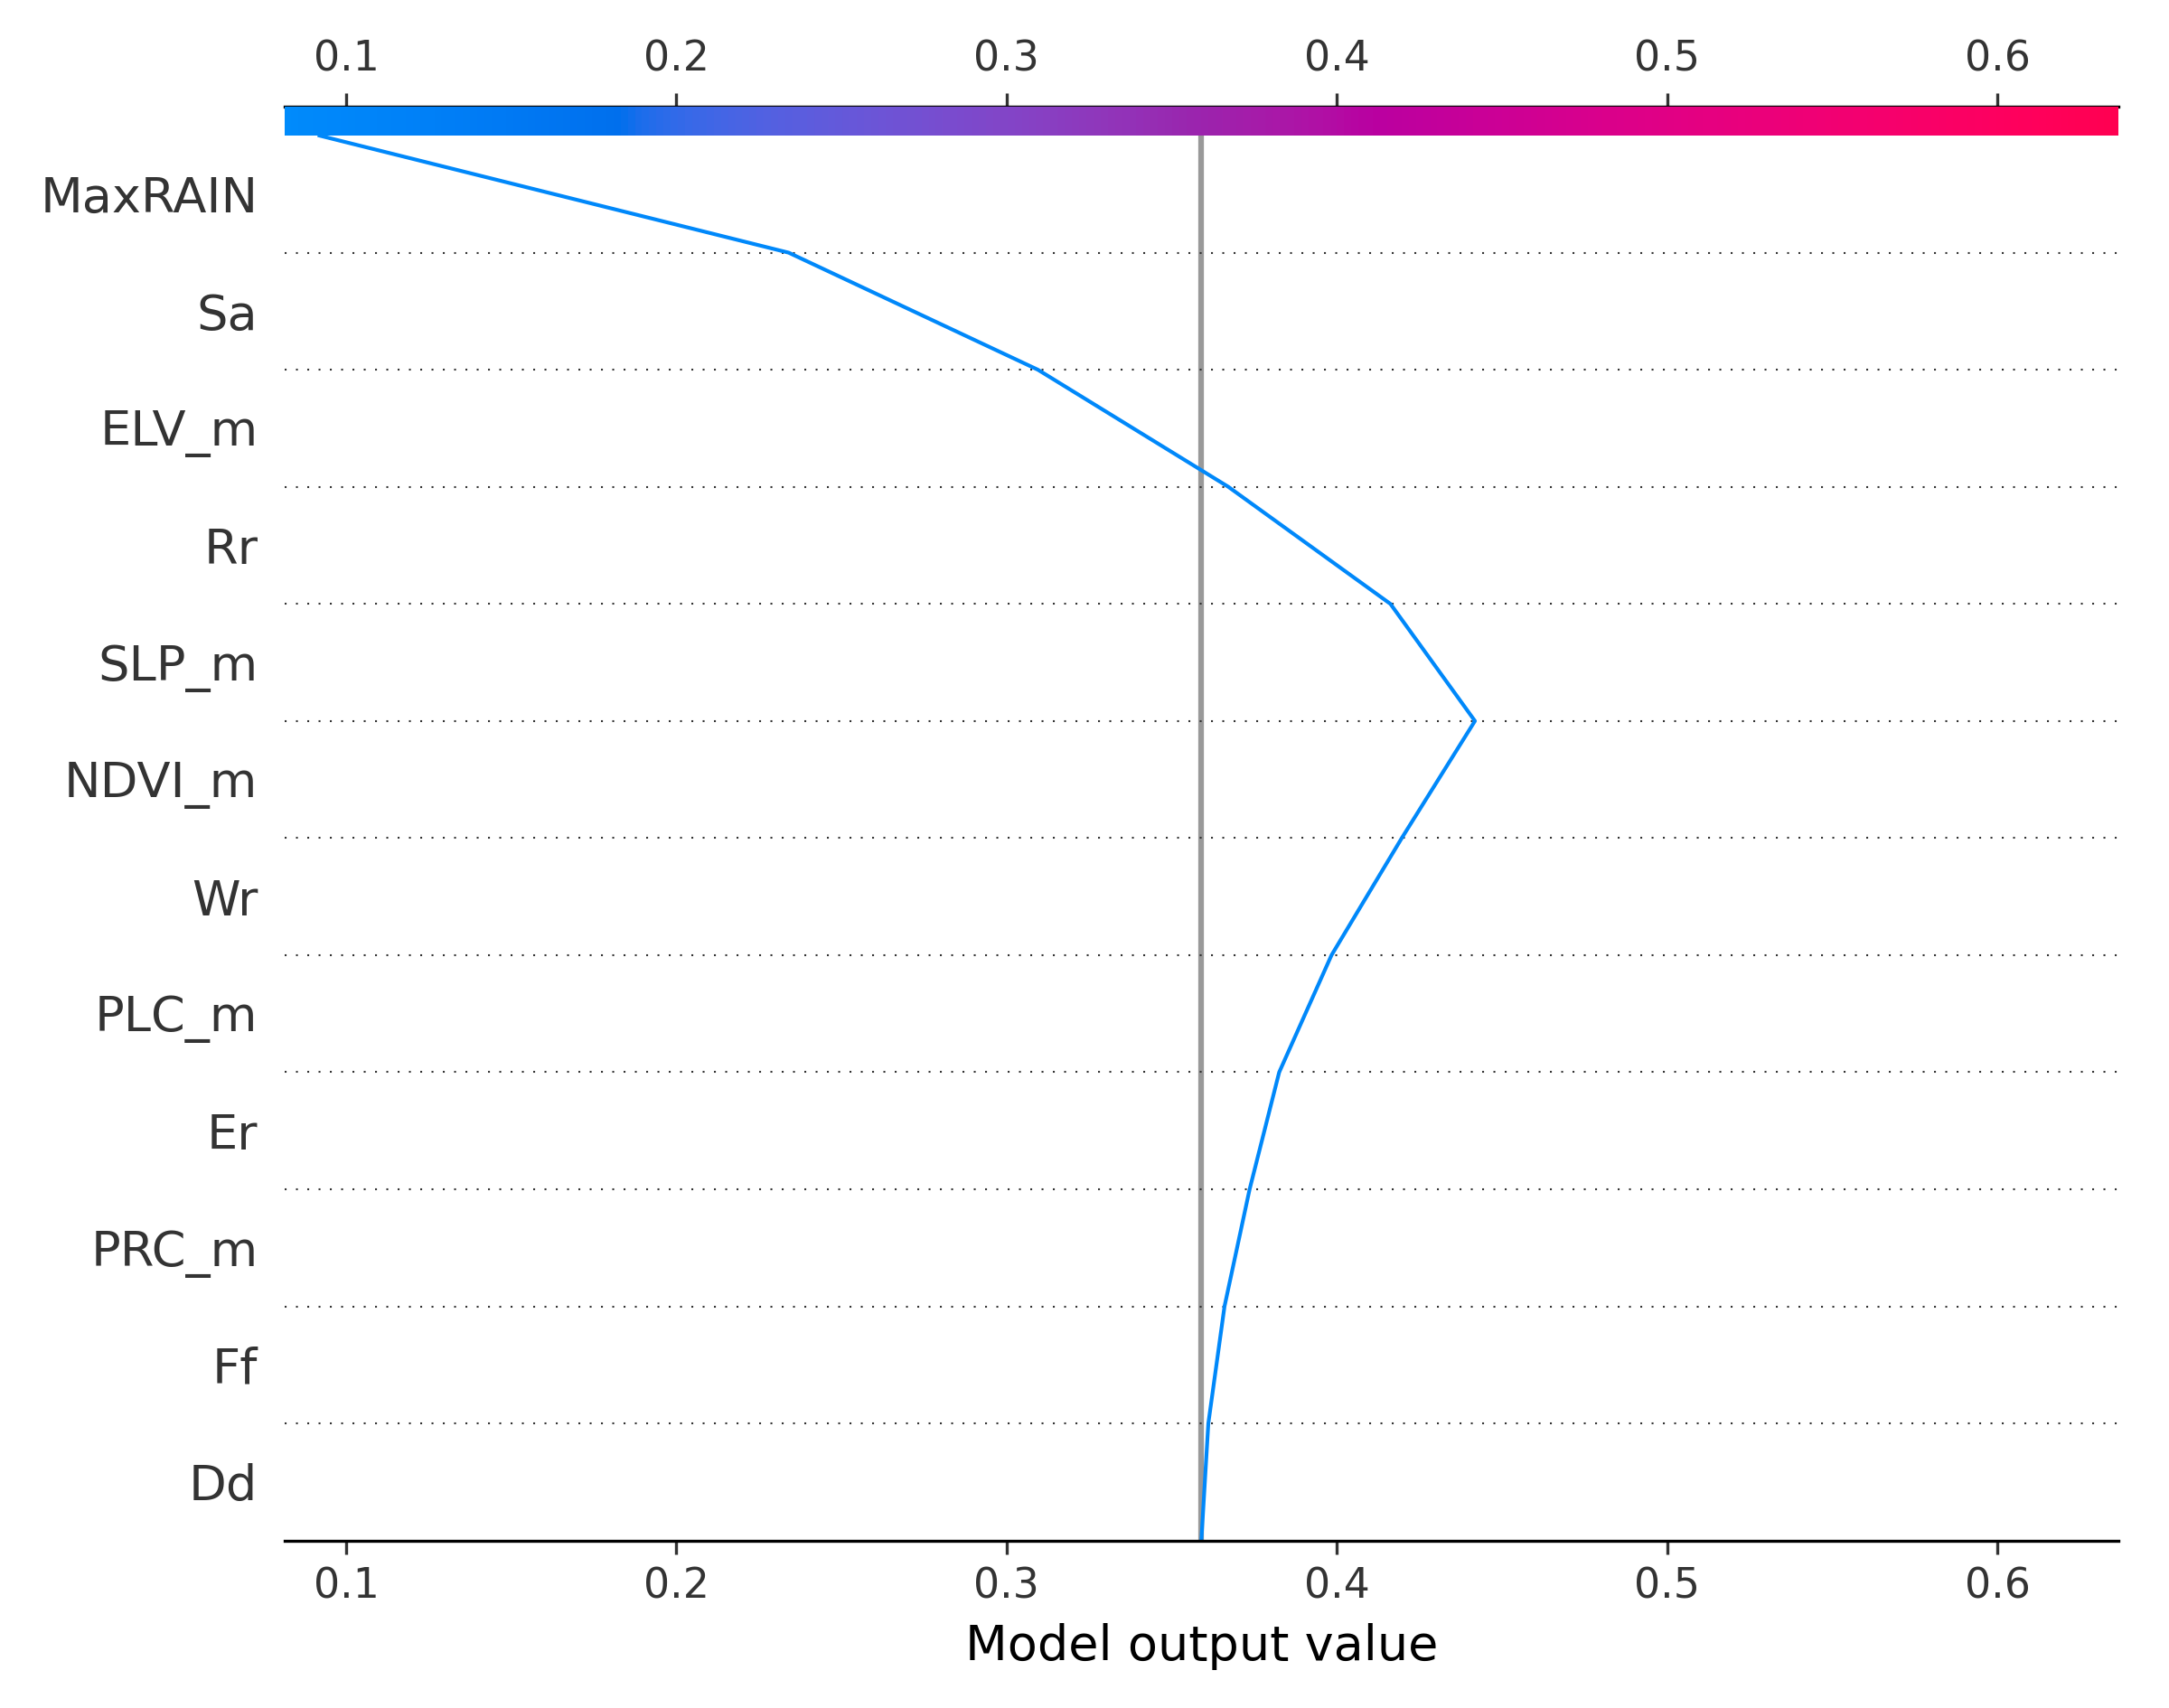 0.1 0.2 0.3 0.4 0.5 0.6
MaxRAIN
Sa
ELV_m
Rr
SLP_m
NDVI_m
Wr
PLC_m
Er
PRC_m
Ff
Dd
0.1 0.2 0.3 0.4 0.5 0.6
Model output value